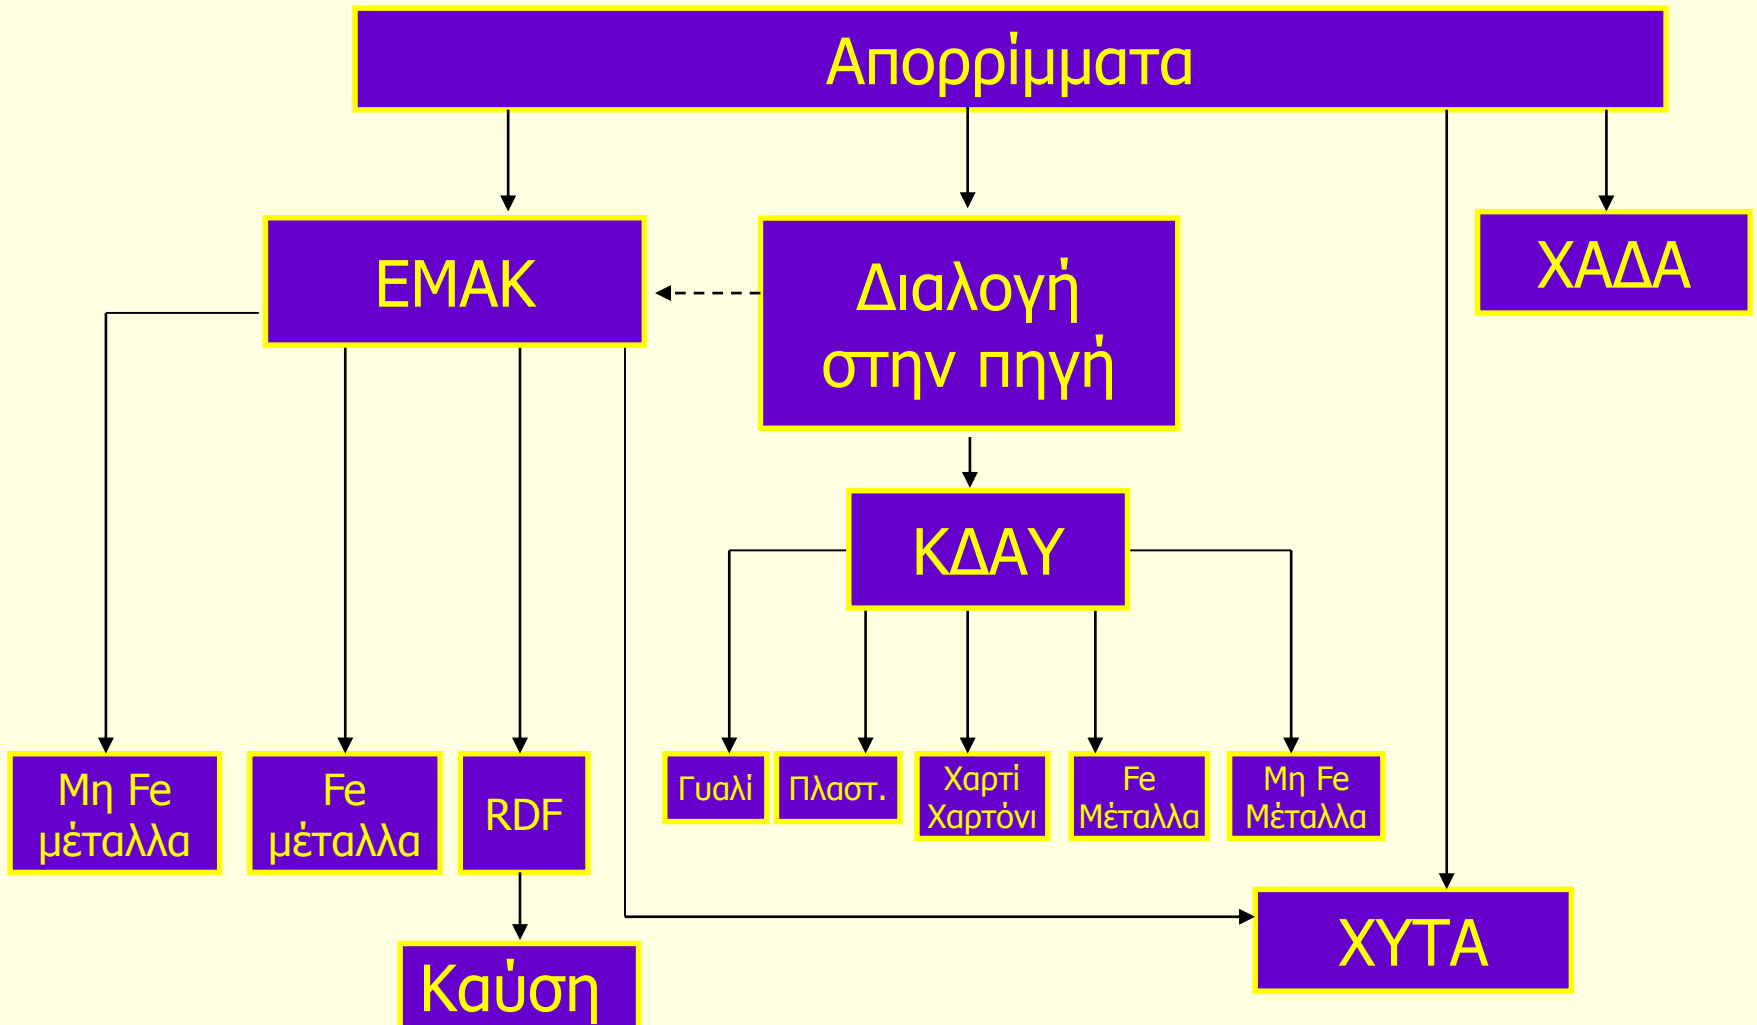 Απορρίμματα
ΕΜΑΚ
Διαλογή
στην πηγή
ΧΑΔΑ
ΚΔΑΥ
Μη Fe
μέταλλα
Fe
μέταλλα
RDF
Γυαλί
Πλαστ.
Χαρτί
Χαρτόνι
Fe
Μέταλλα
Μη Fe
Μέταλλα
ΧΥΤΑ
Καύση